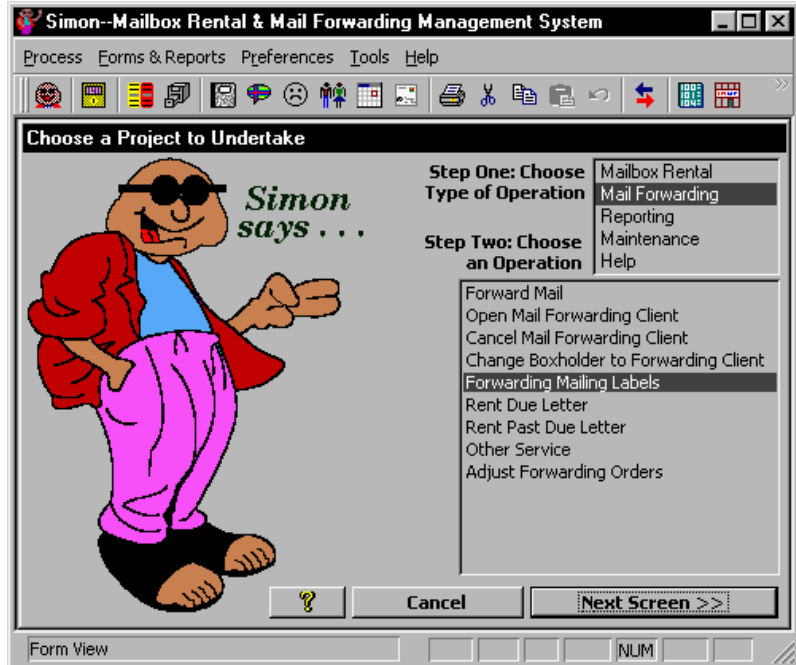 Simon--Mailbox Rental & Mail Forwarding Management System
Process Forms & Reports Preferences Tools Help
Choose a Project to Undertake
Simon
says . . .
Step One: Choose
Type of Operation
Mailbox Rental
Mail Forwarding
Reporting
Maintenance
Help
Step Two: Choose
an Operation
Forward Mail
Open Mail Forwarding Client
Cancel Mail Forwarding Client
Change Boxholder to Forwarding Client
Forwarding Mailing Labels
Rent Due Letter
Rent Past Due Letter
Other Service
Adjust Forwarding Orders
? Cancel Next Screen >>
Form View NUM